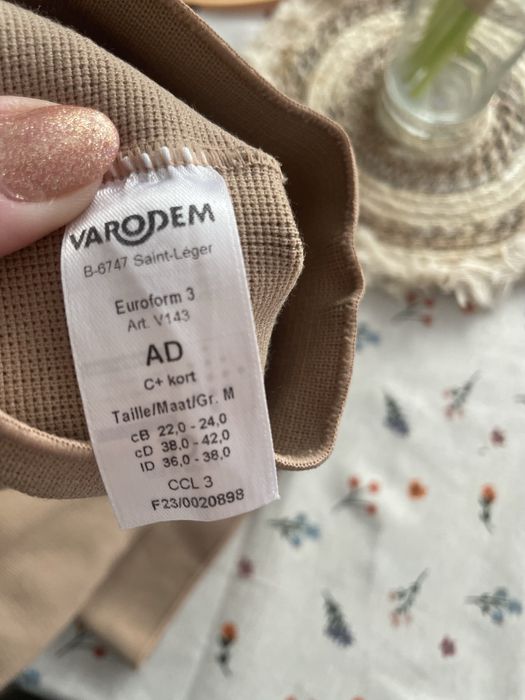 VARODEM
B-6747 Saint-Léger
Euroform 3
Art. V143
AD
C+ kort
Taille/Maat/Gr. M
cB 22,0 - 24,0
cD 38,0 - 42,0
lD 36,0 - 38,0
CCL 3
F23/0020898